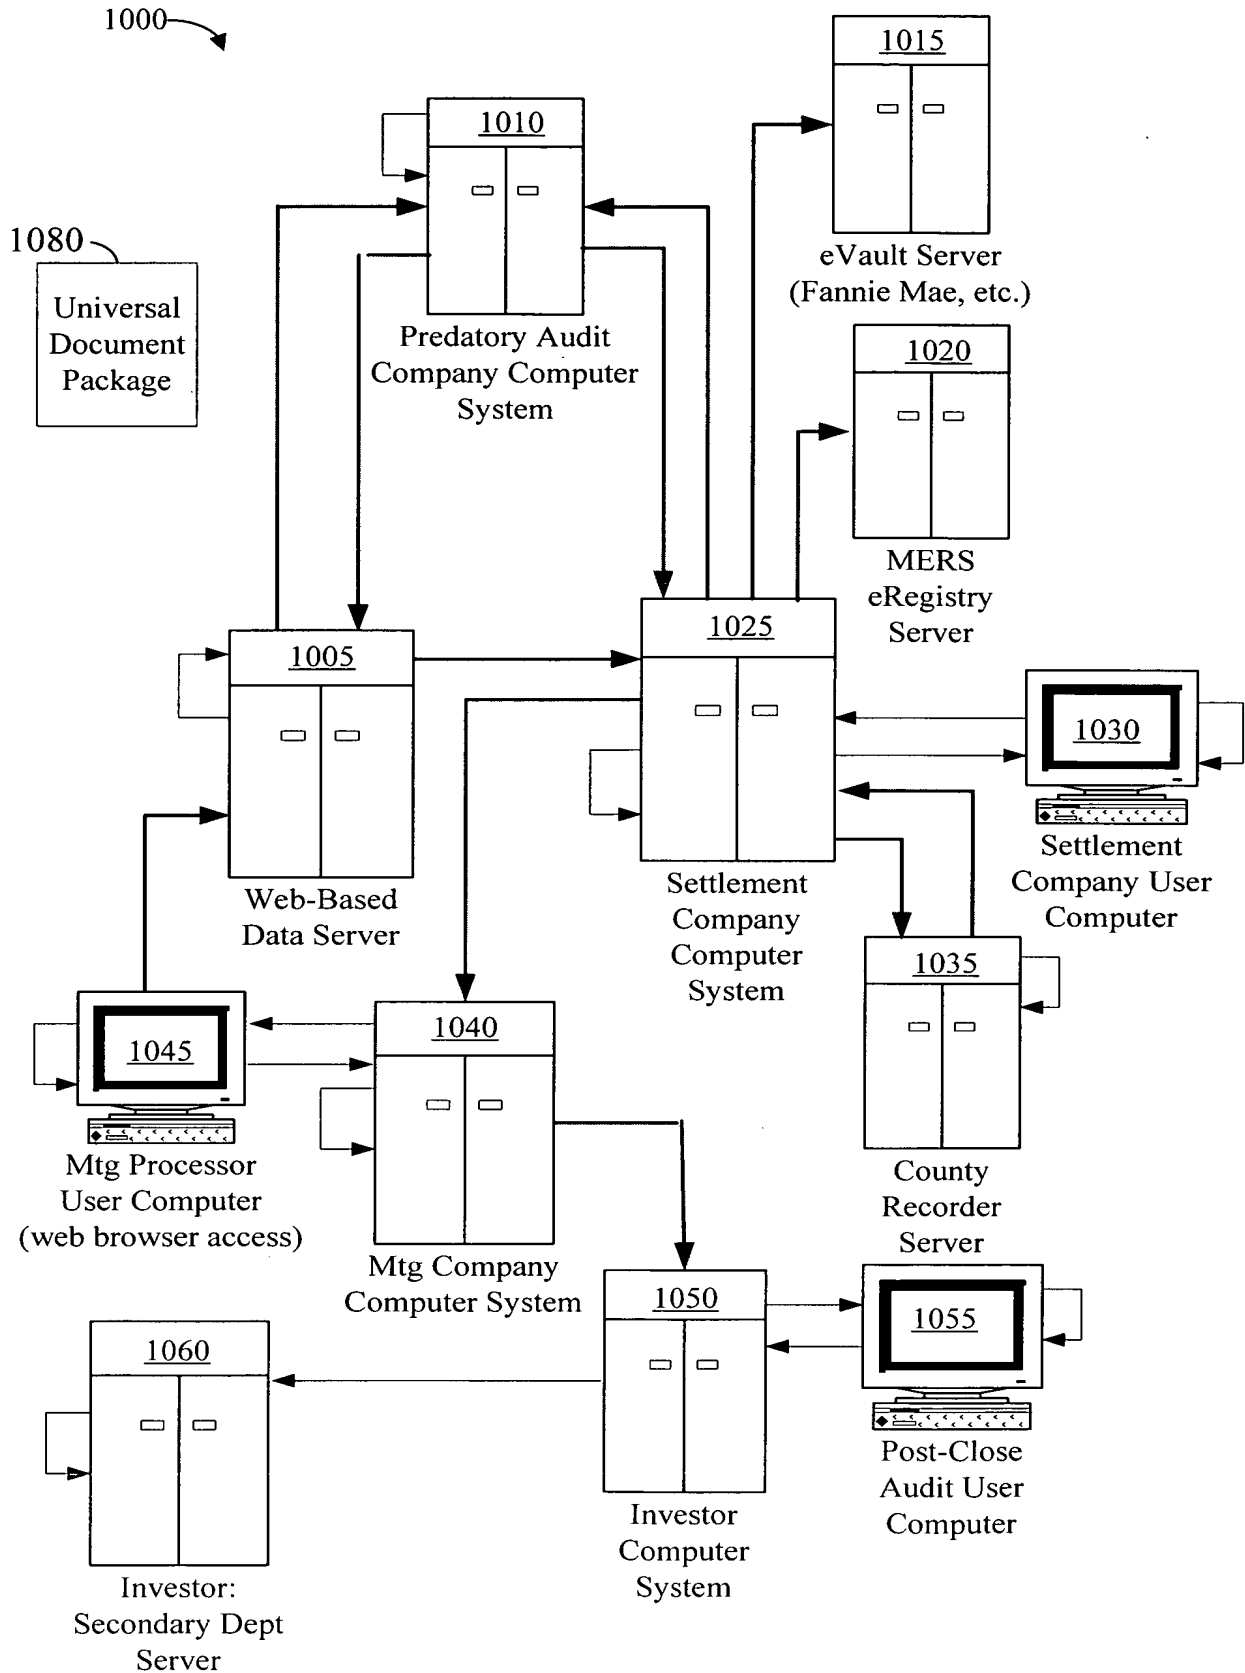 1000
1015
1010
1080
eVault Server
(Fannie Mae, etc.)
Universal
Document
Package
Predatory Audit
Company Computer
System
1020
MERS
eRegistry
Server
1025
1005
1030
Settlement
Company User
Computer
Web-Based
Data Server
Settlement
Company
Computer
System
1035
1040
1045
Mtg Processor
User Computer
(web browser access)
County
Recorder
Server
Mtg Company
Computer System
1050
1055
1060
Post-Close
Audit User
Computer
Investor
Computer
System
Investor:
Secondary Dept
Server